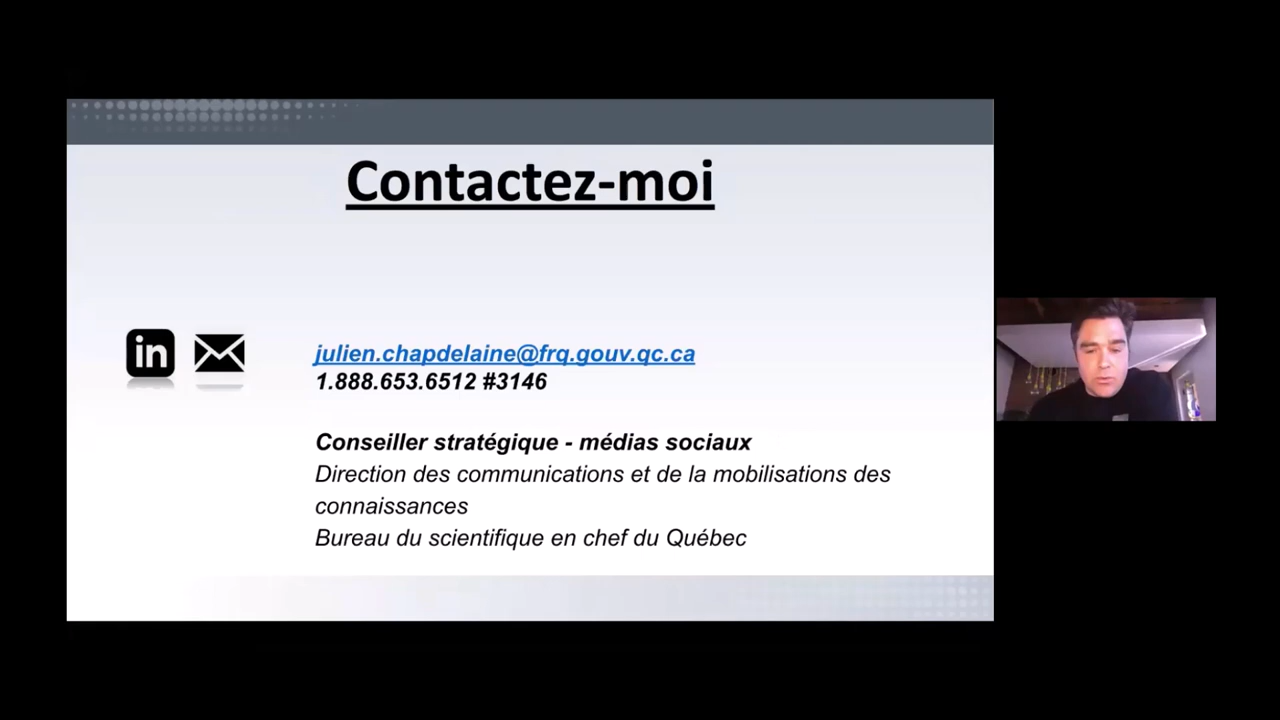 Contactez-moi
in
julien.chapdelaine@frq.gouv.qc.ca
1.888.653.6512 #3146
Conseiller stratégique - médias sociaux
Direction des communications et de la mobilisations des
connaissances
Bureau du scientifique en chef du Québec